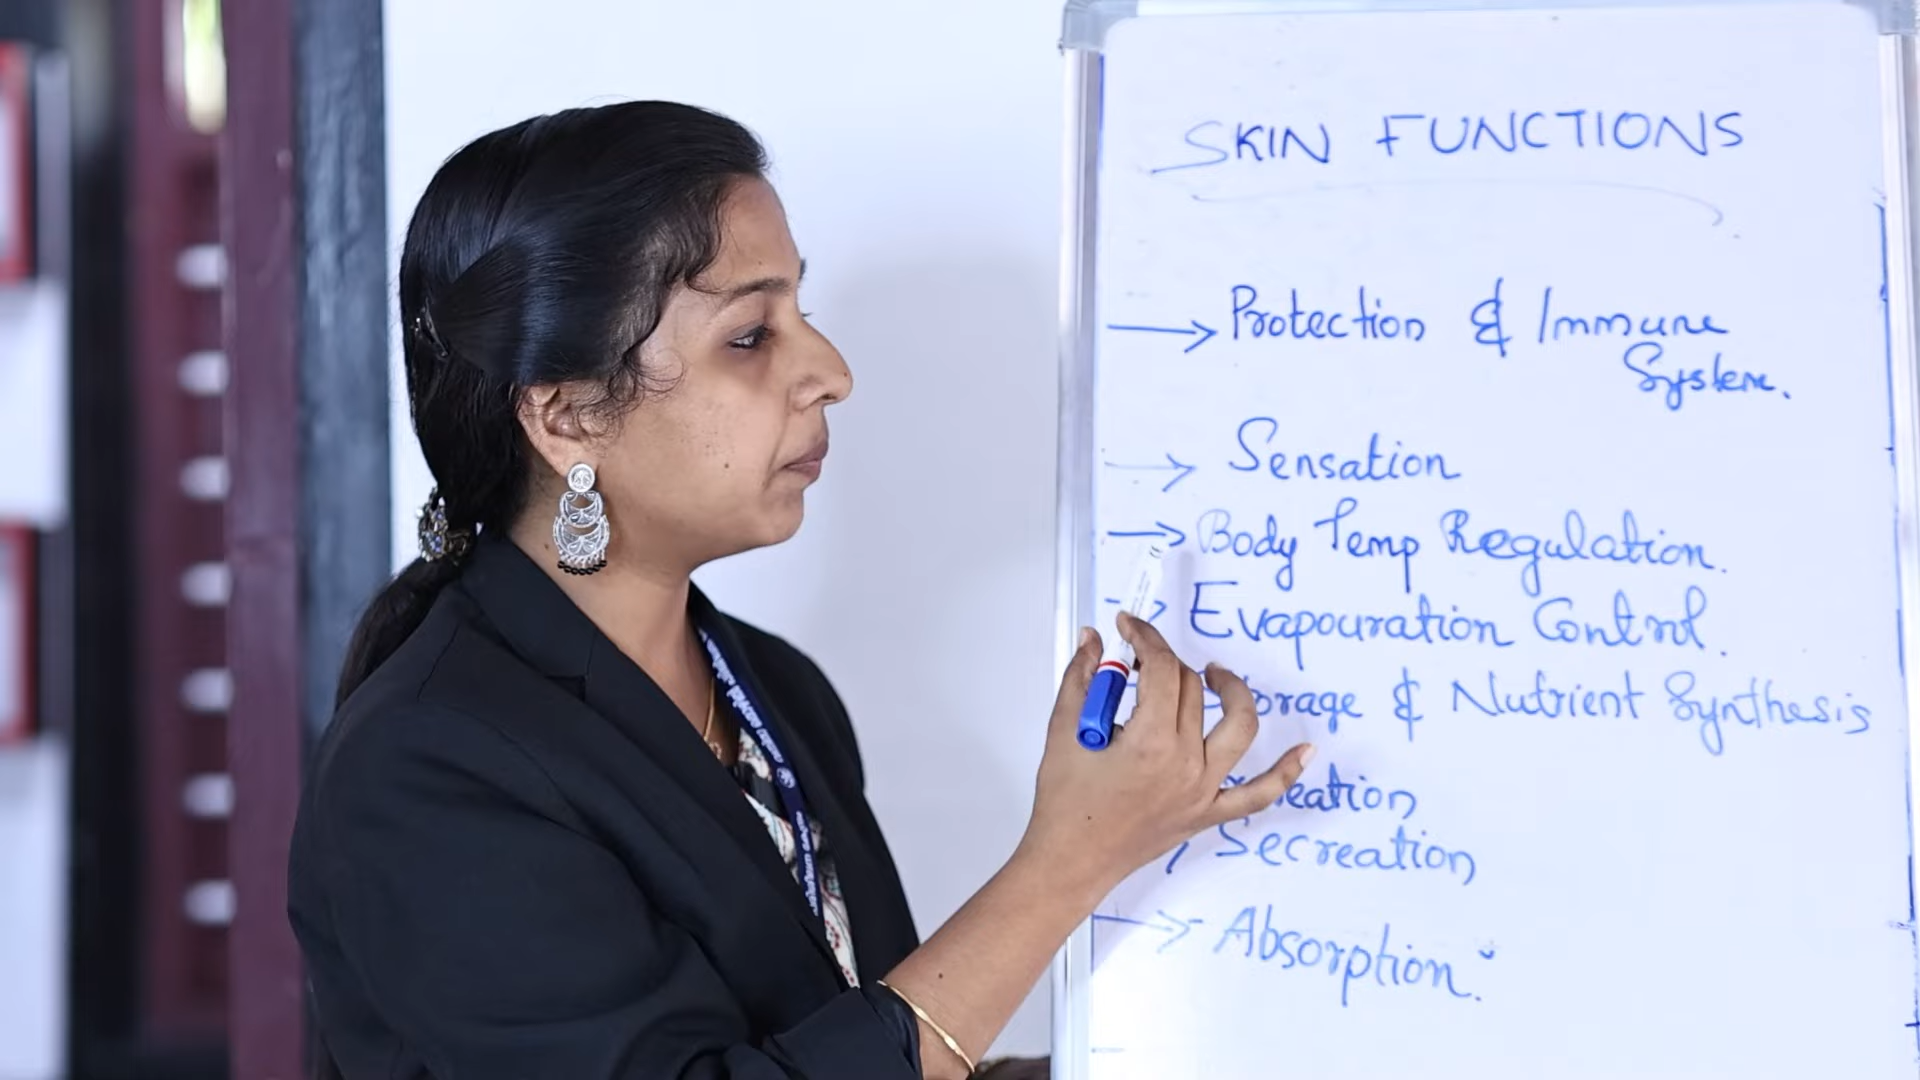 SKIN FUNCTIONS
Protection & Immune
System.
Sensation
Body Temp Regulation.
Evapouration Control.
orage & Nutrient Synthesis
eation
Secreation
Absorption.